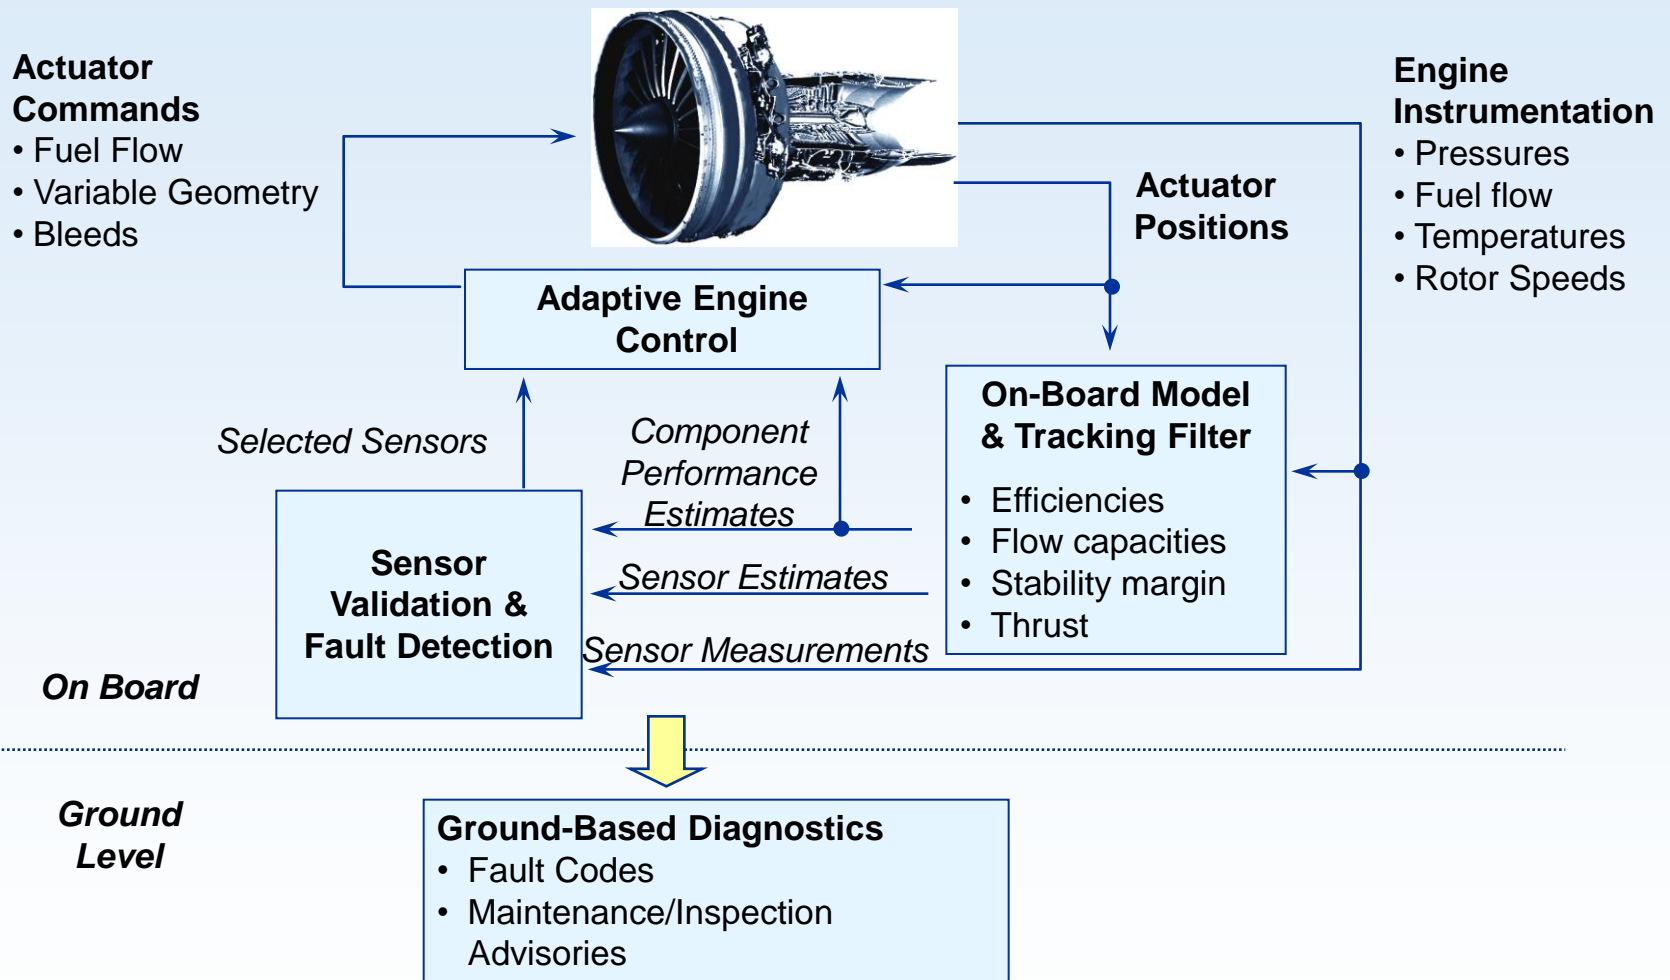 Actuator
Commands
• Fuel Flow
• Variable Geometry
• Bleeds
Engine
Instrumentation
• Pressures
• Fuel flow
• Temperatures
• Rotor Speeds
Actuator
Positions
Adaptive Engine
Control
On-Board Model
& Tracking Filter
• Efficiencies
• Flow capacities
• Stability margin
• Thrust
Selected Sensors
Component
Performance
Estimates
Sensor Estimates
Sensor Measurements
Sensor
Validation &
Fault Detection
On Board
Ground
Level
Ground-Based Diagnostics
• Fault Codes
• Maintenance/Inspection
Advisories